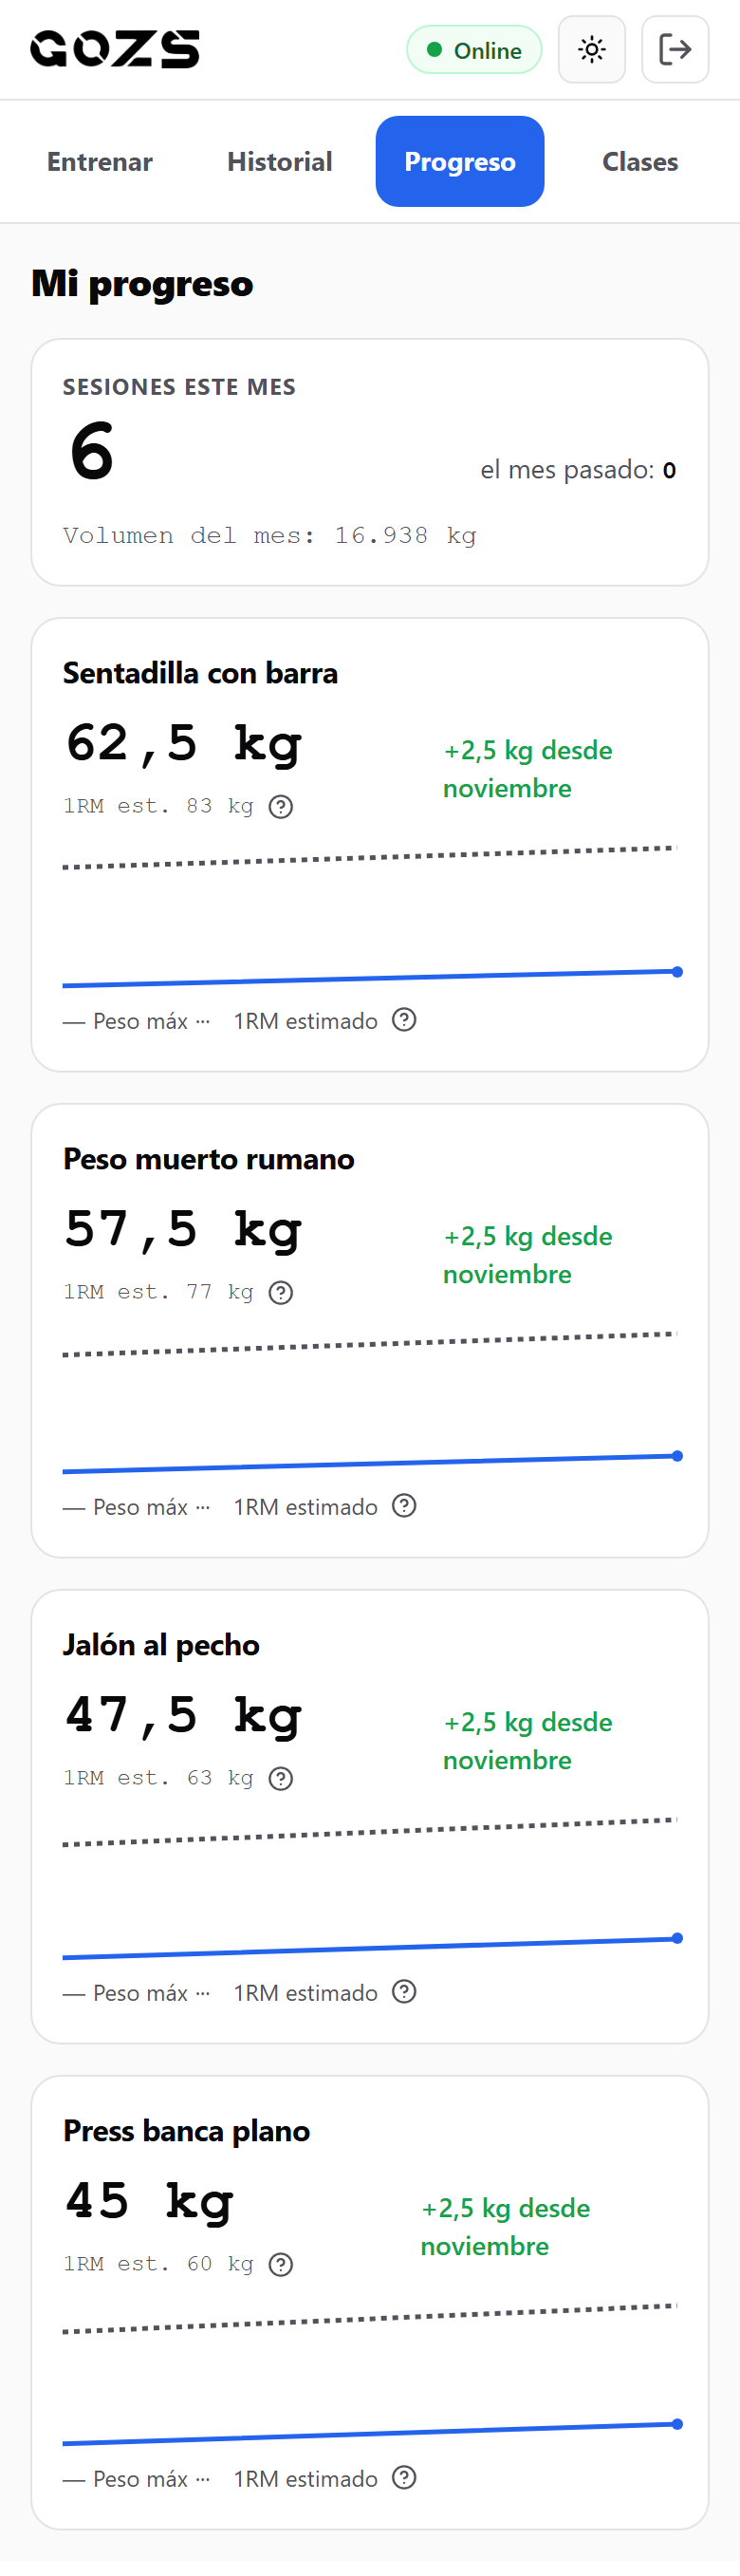 GOZS
Online
Entrenar Historial Progreso Clases
Mi progreso
SESIONES ESTE MES
6
el mes pasado: 0
Volumen del mes: 16.938 kg
Sentadilla con barra
62,5 kg
+2,5 kg desde
noviembre
1RM est. 83 kg ?
— Peso máx ··· 1RM estimado ?
Peso muerto rumano
57,5 kg
+2,5 kg desde
noviembre
1RM est. 77 kg ?
— Peso máx ··· 1RM estimado ?
Jalón al pecho
47,5 kg
+2,5 kg desde
noviembre
1RM est. 63 kg ?
— Peso máx ··· 1RM estimado ?
Press banca plano
45 kg
+2,5 kg desde
noviembre
1RM est. 60 kg ?
— Peso máx ··· 1RM estimado ?